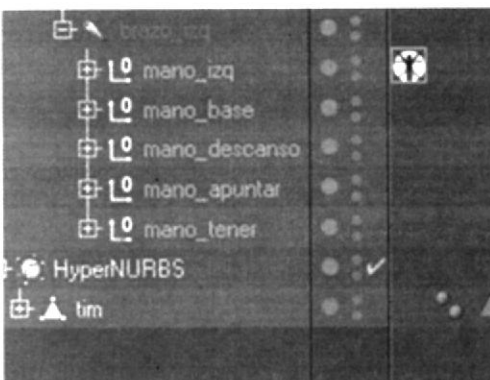 brazo_izq
mano_izq
mano_base
mano_descanso
mano_apuntar
mano_tener
HyperNURBS
tim